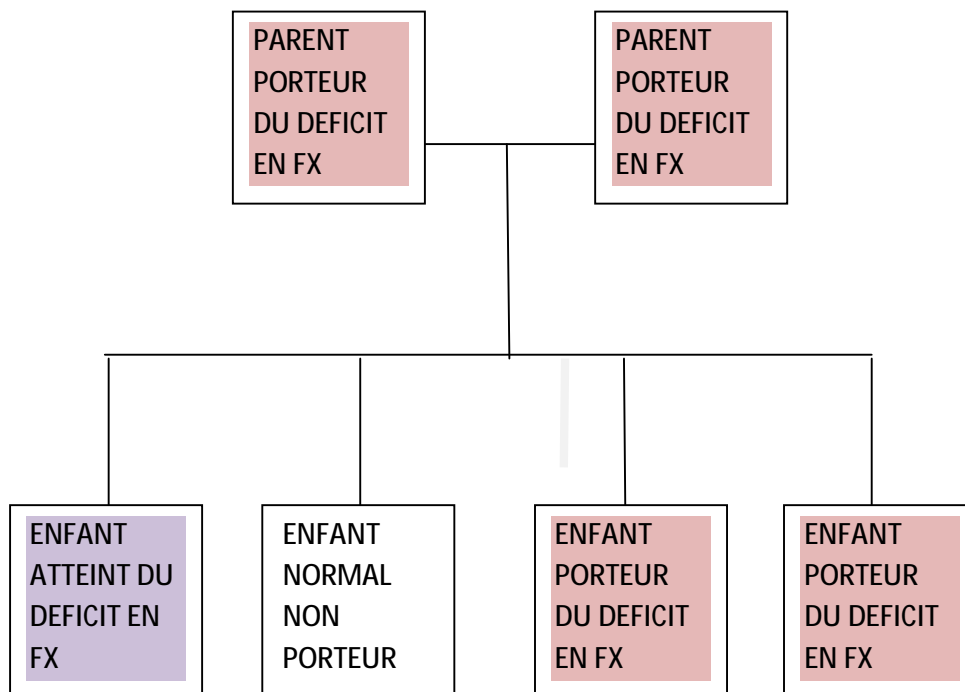 PARENT
PORTEUR
DU DEFICIT
EN FX
PARENT
PORTEUR
DU DEFICIT
EN FX
ENFANT
ATTEINT DU
DEFICIT EN
FX
ENFANT
NORMAL
NON
PORTEUR
ENFANT
PORTEUR
DU DEFICIT
EN FX
ENFANT
PORTEUR
DU DEFICIT
EN FX